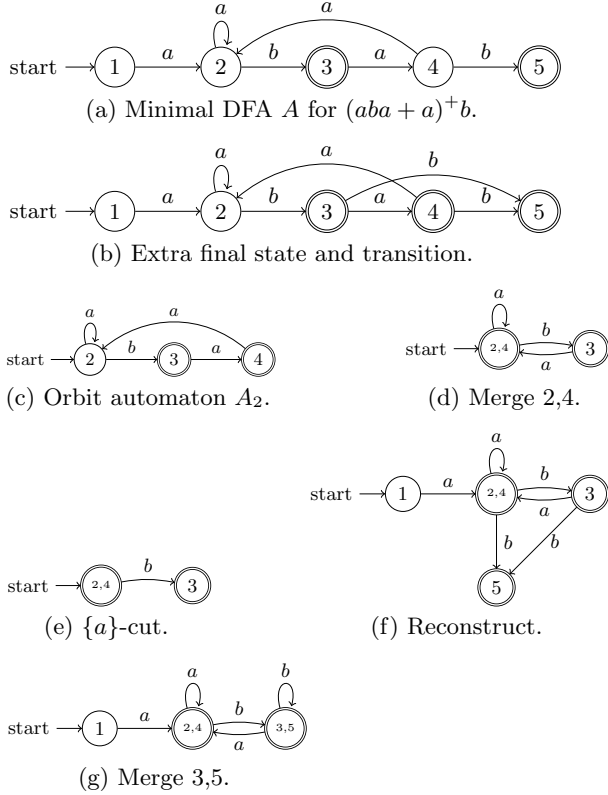 a
a
start 1 a 2 b 3 a 4 b 5
(a) Minimal DFA A for (aba + a)⁺b.
a
a
b
start 1 a 2 b 3 a 4 b 5
(b) Extra final state and transition.
a
a
start 2 b 3 a 4
(c) Orbit automaton A₂.
a
start 2,4 b 3
a
(d) Merge 2,4.
start 2,4 b 3
(e) {a}-cut.
a
start 1 a 2,4 b 3
a
b b
5
(f) Reconstruct.
a b
start 1 a 2,4 b 3,5
a
(g) Merge 3,5.